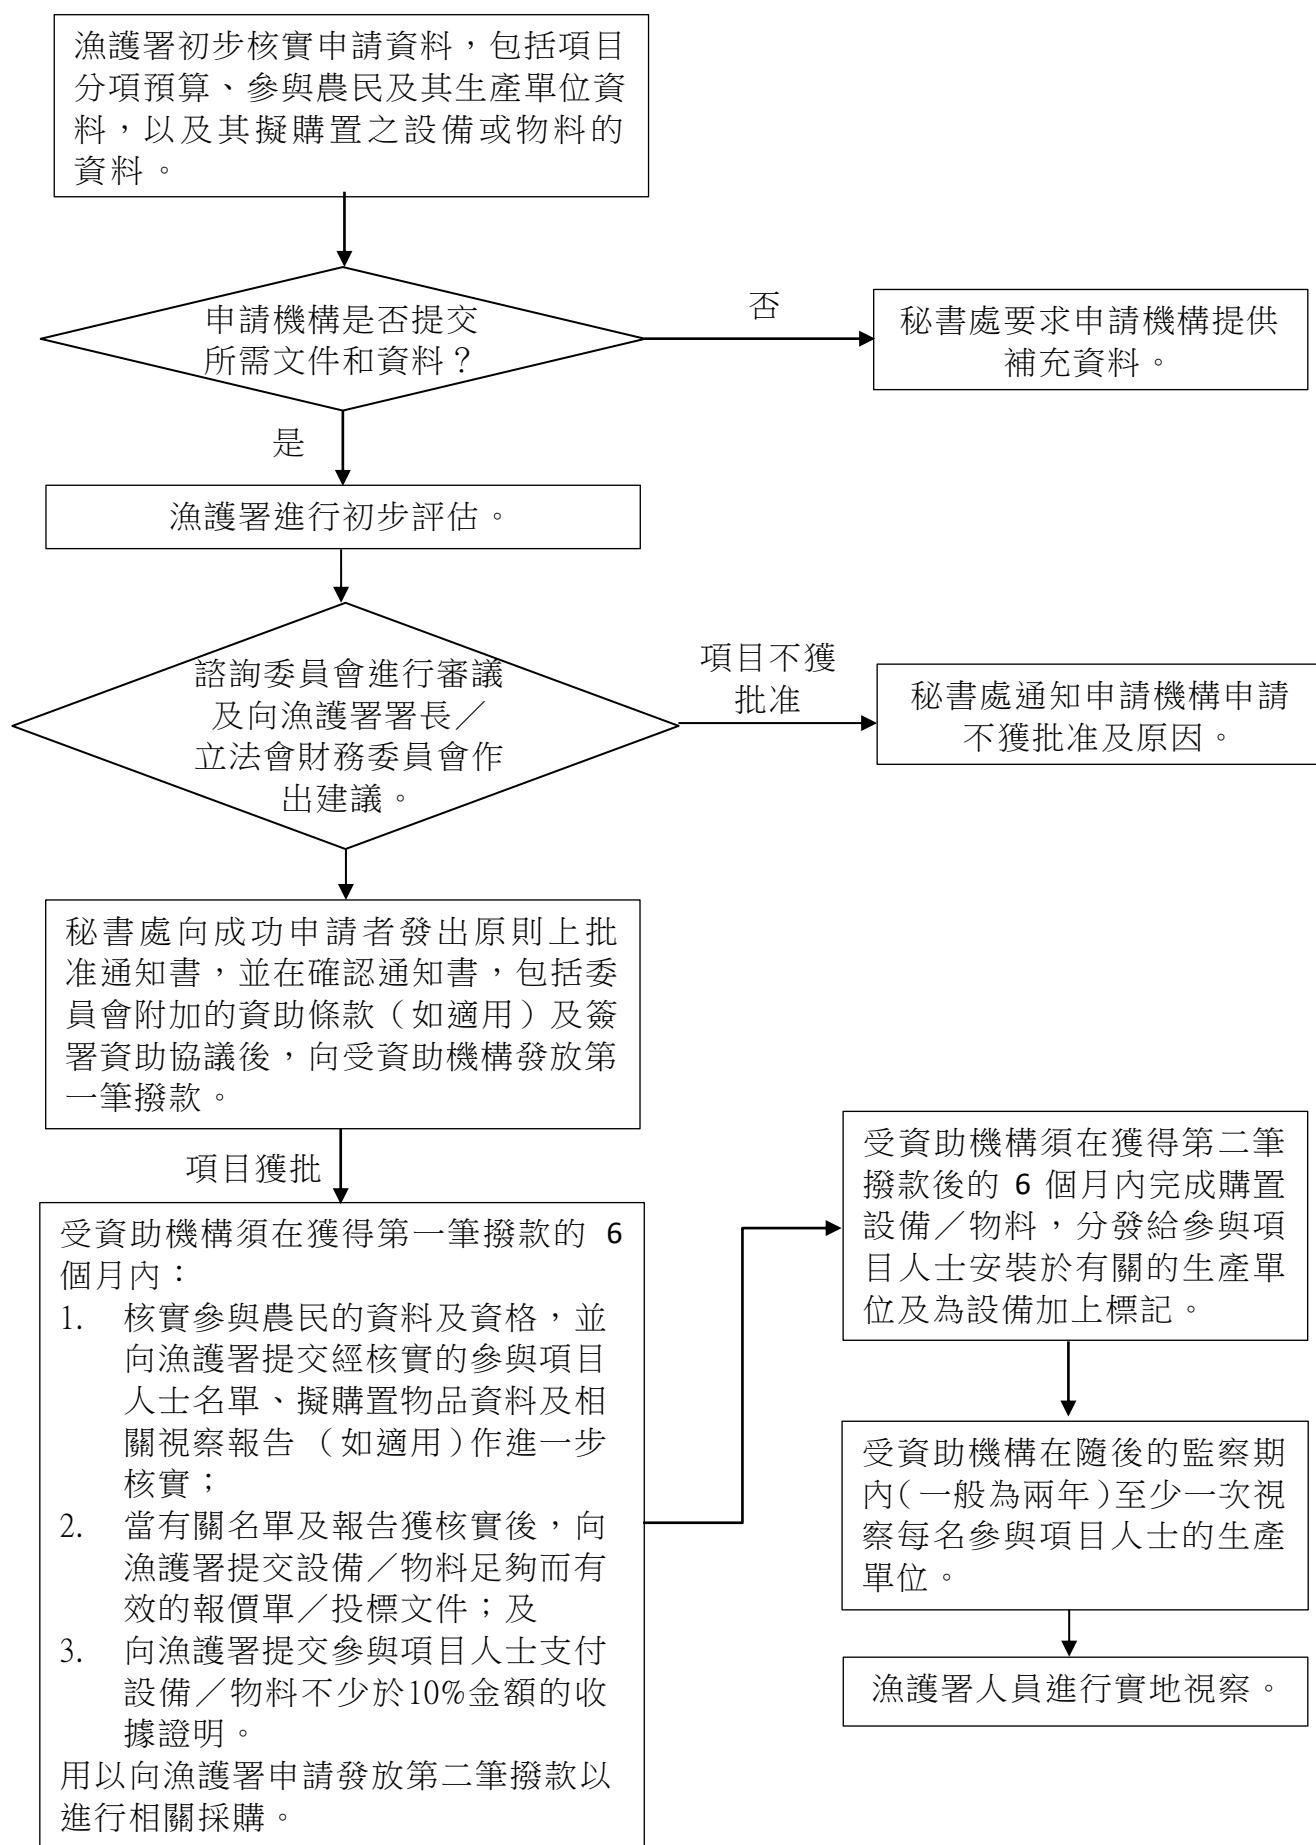 漁護署初步核實申請資料，包括項目
分項預算、參與農民及其生產單位資
料，以及其擬購置之設備或物料的
資料。
申請機構是否提交
所需文件和資料？
否
秘書處要求申請機構提供
補充資料。
是
漁護署進行初步評估。
諮詢委員會進行審議
及向漁護署署長／
立法會財務委員會作
出建議。
項目不獲
批准
秘書處通知申請機構申請
不獲批准及原因。
秘書處向成功申請者發出原則上批
准通知書，並在確認通知書，包括委
員會附加的資助條款（如適用）及簽
署資助協議後，向受資助機構發放第
一筆撥款。
項目獲批
受資助機構須在獲得第一筆撥款的 6
個月內：
1. 核實參與農民的資料及資格，並
向漁護署提交經核實的參與項目
人士名單、擬購置物品資料及相
關視察報告 （如適用）作進一步
核實；
2. 當有關名單及報告獲核實後，向
漁護署提交設備／物料足夠而有
效的報價單／投標文件；及
3. 向漁護署提交參與項目人士支付
設備／物料不少於10%金額的收
據證明。
用以向漁護署申請發放第二筆撥款以
進行相關採購。
受資助機構須在獲得第二筆
撥款後的 6 個月內完成購置
設備／物料，分發給參與項
目人士安裝於有關的生產單
位及為設備加上標記。
受資助機構在隨後的監察期
內（一般為兩年）至少一次視
察每名參與項目人士的生產
單位。
漁護署人員進行實地視察。